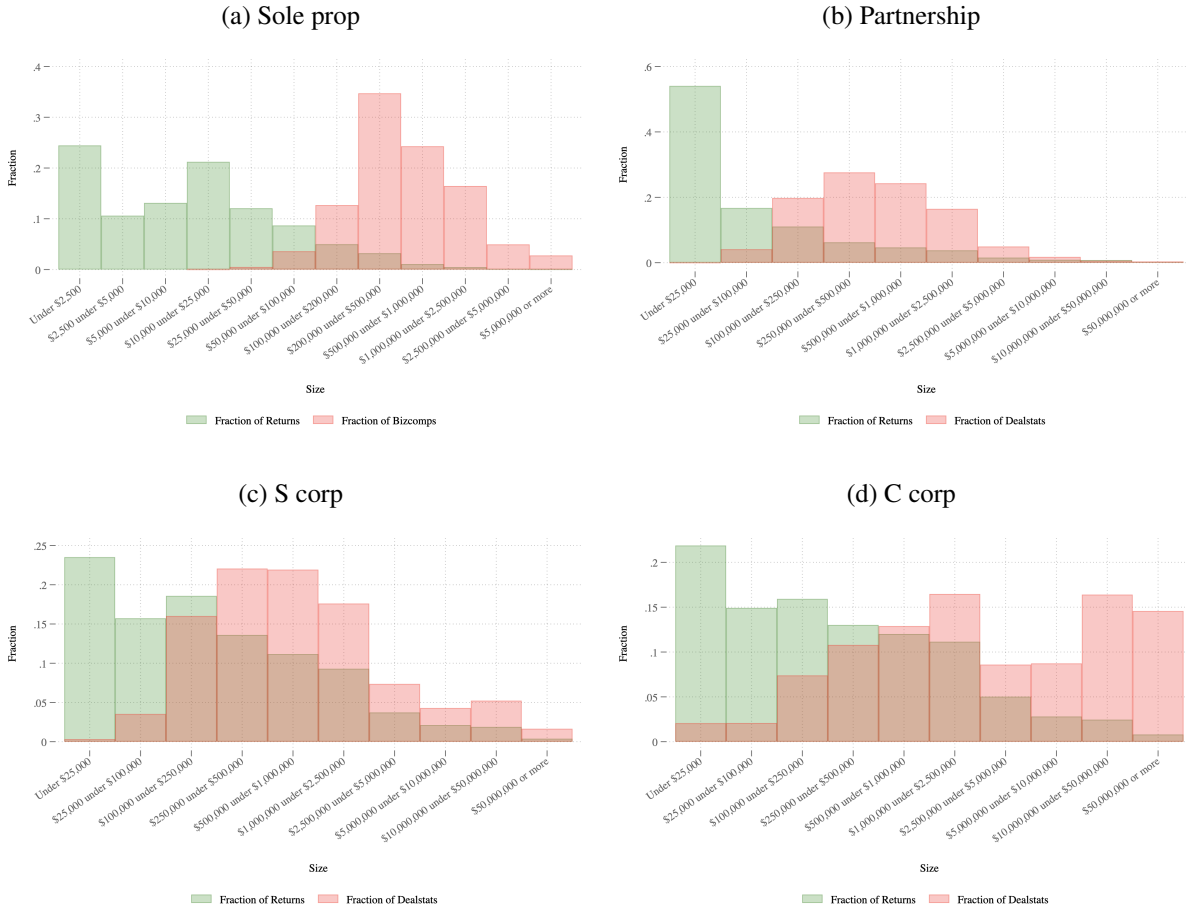 (a) Sole prop
.4
.3
.2
.1
0
Fraction
Under $2,500
$2,500 under $5,000
$5,000 under $10,000
$10,000 under $25,000
$25,000 under $50,000
$50,000 under $100,000
$100,000 under $200,000
$200,000 under $500,000
$500,000 under $1,000,000
$1,000,000 under $2,500,000
$2,500,000 under $5,000,000
$5,000,000 or more
Size
Fraction of Returns Fraction of Bizcomps
(b) Partnership
.6
.4
.2
0
Fraction
Under $25,000
$25,000 under $100,000
$100,000 under $250,000
$250,000 under $500,000
$500,000 under $1,000,000
$1,000,000 under $2,500,000
$2,500,000 under $5,000,000
$5,000,000 under $10,000,000
$10,000,000 under $50,000,000
$50,000,000 or more
Size
Fraction of Returns Fraction of Dealstats
(c) S corp
.25
.2
.15
.1
.05
0
Fraction
Under $25,000
$25,000 under $100,000
$100,000 under $250,000
$250,000 under $500,000
$500,000 under $1,000,000
$1,000,000 under $2,500,000
$2,500,000 under $5,000,000
$5,000,000 under $10,000,000
$10,000,000 under $50,000,000
$50,000,000 or more
Size
Fraction of Returns Fraction of Dealstats
(d) C corp
.2
.15
.1
.05
0
Fraction
Under $25,000
$25,000 under $100,000
$100,000 under $250,000
$250,000 under $500,000
$500,000 under $1,000,000
$1,000,000 under $2,500,000
$2,500,000 under $5,000,000
$5,000,000 under $10,000,000
$10,000,000 under $50,000,000
$50,000,000 or more
Size
Fraction of Returns Fraction of Dealstats